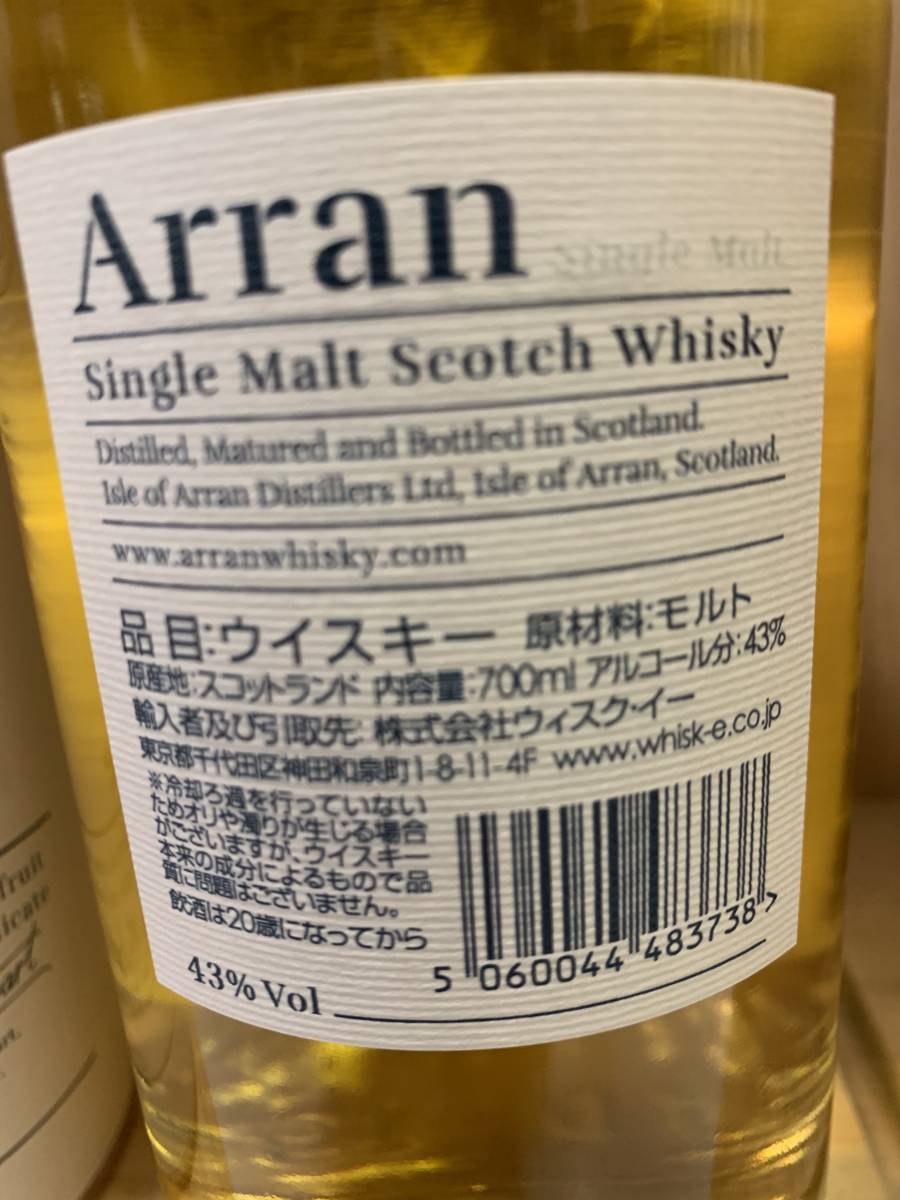 Arran Single Malt
Single Malt Scotch Whisky
Distilled, Matured and Bottled in Scotland.
Isle of Arran Distillers Ltd, Isle of Arran, Scotland.
www.arranwhisky.com
品 目:ウイスキー 原材料:モルト
原産地:スコットランド 内容量:700ml アルコール分:43%
輸入者及び引取先: 株式会社ウィスク・イー
東京都千代田区神田和泉町1-8-11-4F www.whisk-e.co.jp
※冷却ろ過を行っていない
ためオリや濁りが生じる場合
がございますが、ウイスキー
本来の成分によるもので品
質に問題はございません。
飲酒は20歳になってから
5 060044 483738 >
43% Vol